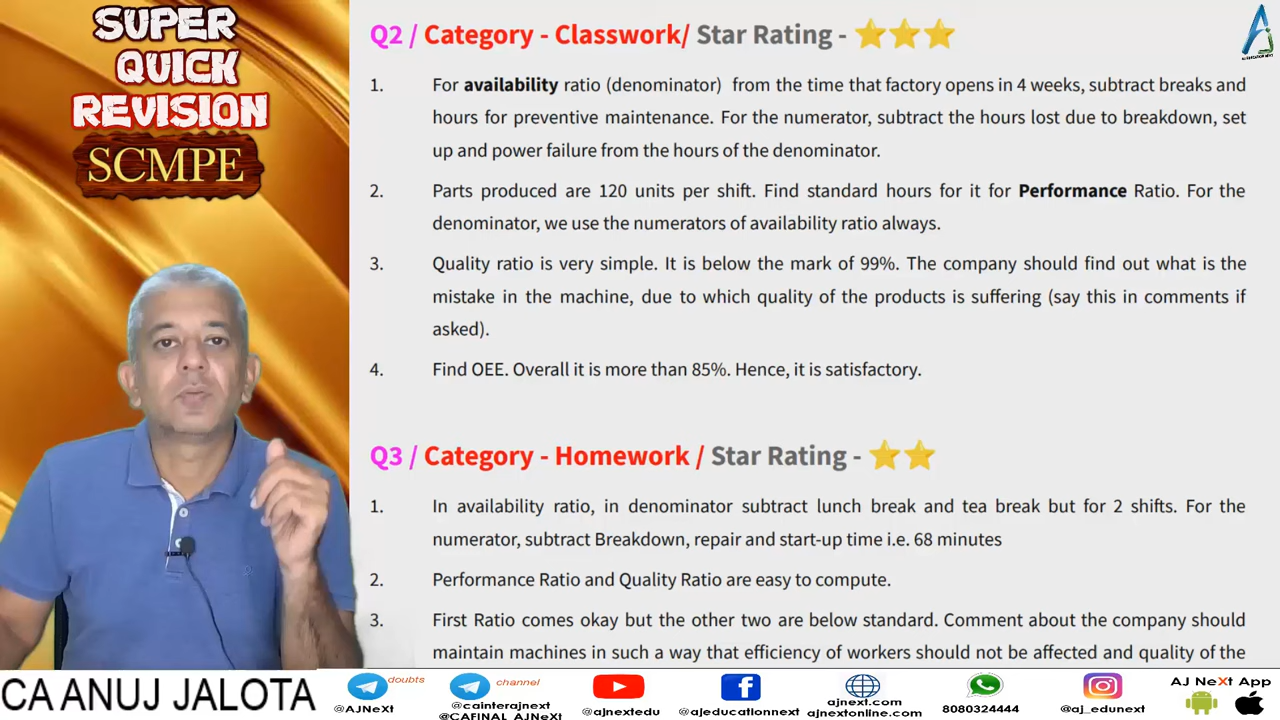 SUPER
QUICK
REVISION
SCMPE
Q2 / Category - Classwork/ Star Rating -
1. For availability ratio (denominator) from the time that factory opens in 4 weeks, subtract breaks and
hours for preventive maintenance. For the numerator, subtract the hours lost due to breakdown, set
up and power failure from the hours of the denominator.
2. Parts produced are 120 units per shift. Find standard hours for it for Performance Ratio. For the
denominator, we use the numerators of availability ratio always.
3. Quality ratio is very simple. It is below the mark of 99%. The company should find out what is the
mistake in the machine, due to which quality of the products is suffering (say this in comments if
asked).
4. Find OEE. Overall it is more than 85%. Hence, it is satisfactory.
Q3 / Category - Homework / Star Rating -
1. In availability ratio, in denominator subtract lunch break and tea break but for 2 shifts. For the
numerator, subtract Breakdown, repair and start-up time i.e. 68 minutes
2. Performance Ratio and Quality Ratio are easy to compute.
3. First Ratio comes okay but the other two are below standard. Comment about the company should
maintain machines in such a way that efficiency of workers should not be affected and quality of the
CA ANUJ JALOTA
doubts
@AJNeXt
channel
@cainterajnext
@CAFINAL_AJNeXt
@ajnextedu
@ajeducationnext
ajnext.com
ajnextonline.com
8080324444
@aj_edunext
AJ NeXt App